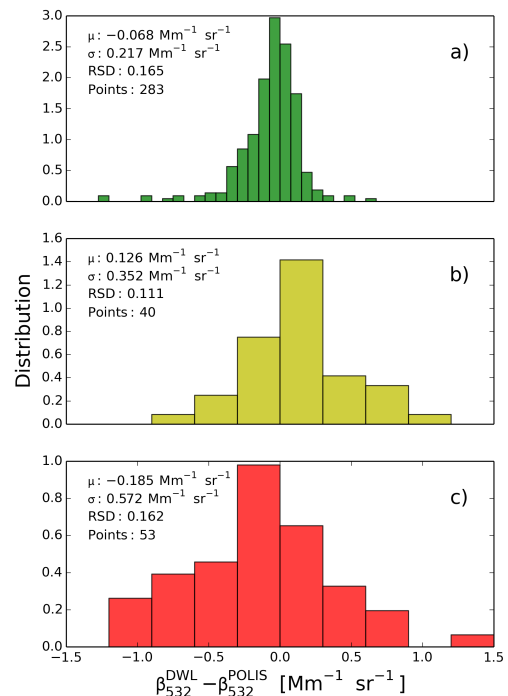 3.0
2.5
2.0
1.5
1.0
0.5
0.0
μ: −0.068 Mm⁻¹ sr⁻¹
σ: 0.217 Mm⁻¹ sr⁻¹
RSD: 0.165
Points: 283
a)
1.6
1.4
1.2
1.0
0.8
0.6
0.4
0.2
0.0
μ: 0.126 Mm⁻¹ sr⁻¹
σ: 0.352 Mm⁻¹ sr⁻¹
RSD: 0.111
Points: 40
b)
Distribution
1.0
0.8
0.6
0.4
0.2
0.0
μ: −0.185 Mm⁻¹ sr⁻¹
σ: 0.572 Mm⁻¹ sr⁻¹
RSD: 0.162
Points: 53
c)
−1.5 −1.0 −0.5 0.0 0.5 1.0 1.5
β₅₃₂^DWL −β₅₃₂^POLIS [Mm⁻¹ sr⁻¹]